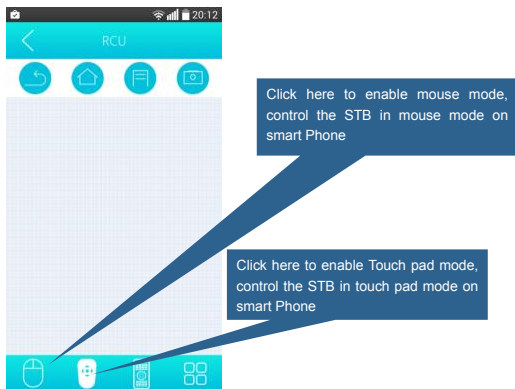 20:12
RCU
Click here to enable mouse mode,
control the STB in mouse mode on
smart Phone
Click here to enable Touch pad mode,
control the STB in touch pad mode on
smart Phone